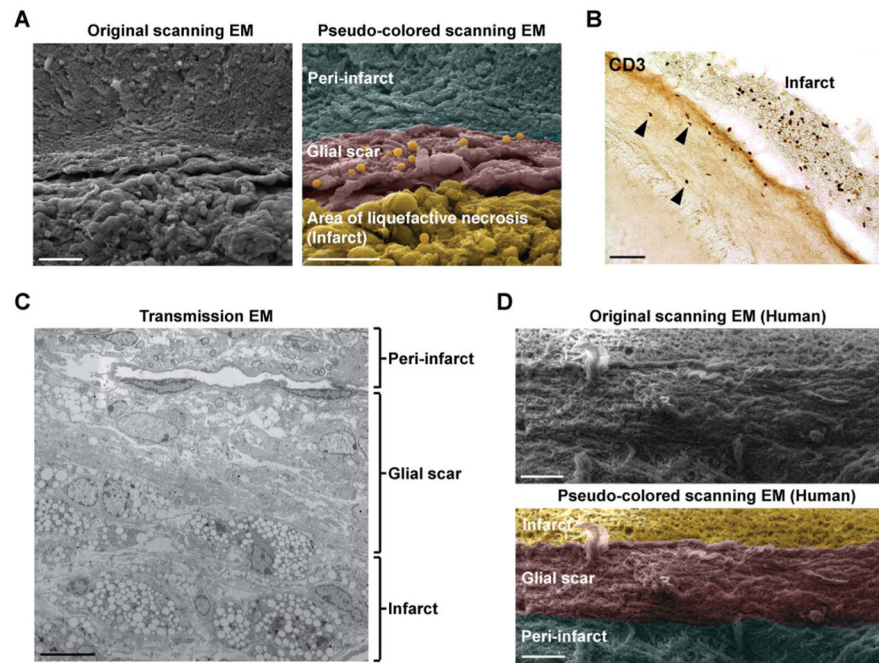 A
Original scanning EM
Pseudo-colored scanning EM
Peri-infarct
Glial scar
Area of liquefactive necrosis
(Infarct)
B
CD3
Infarct
C
Transmission EM
Peri-infarct
Glial scar
Infarct
D
Original scanning EM (Human)
Pseudo-colored scanning EM (Human)
Infarct
Glial scar
Peri-infarct